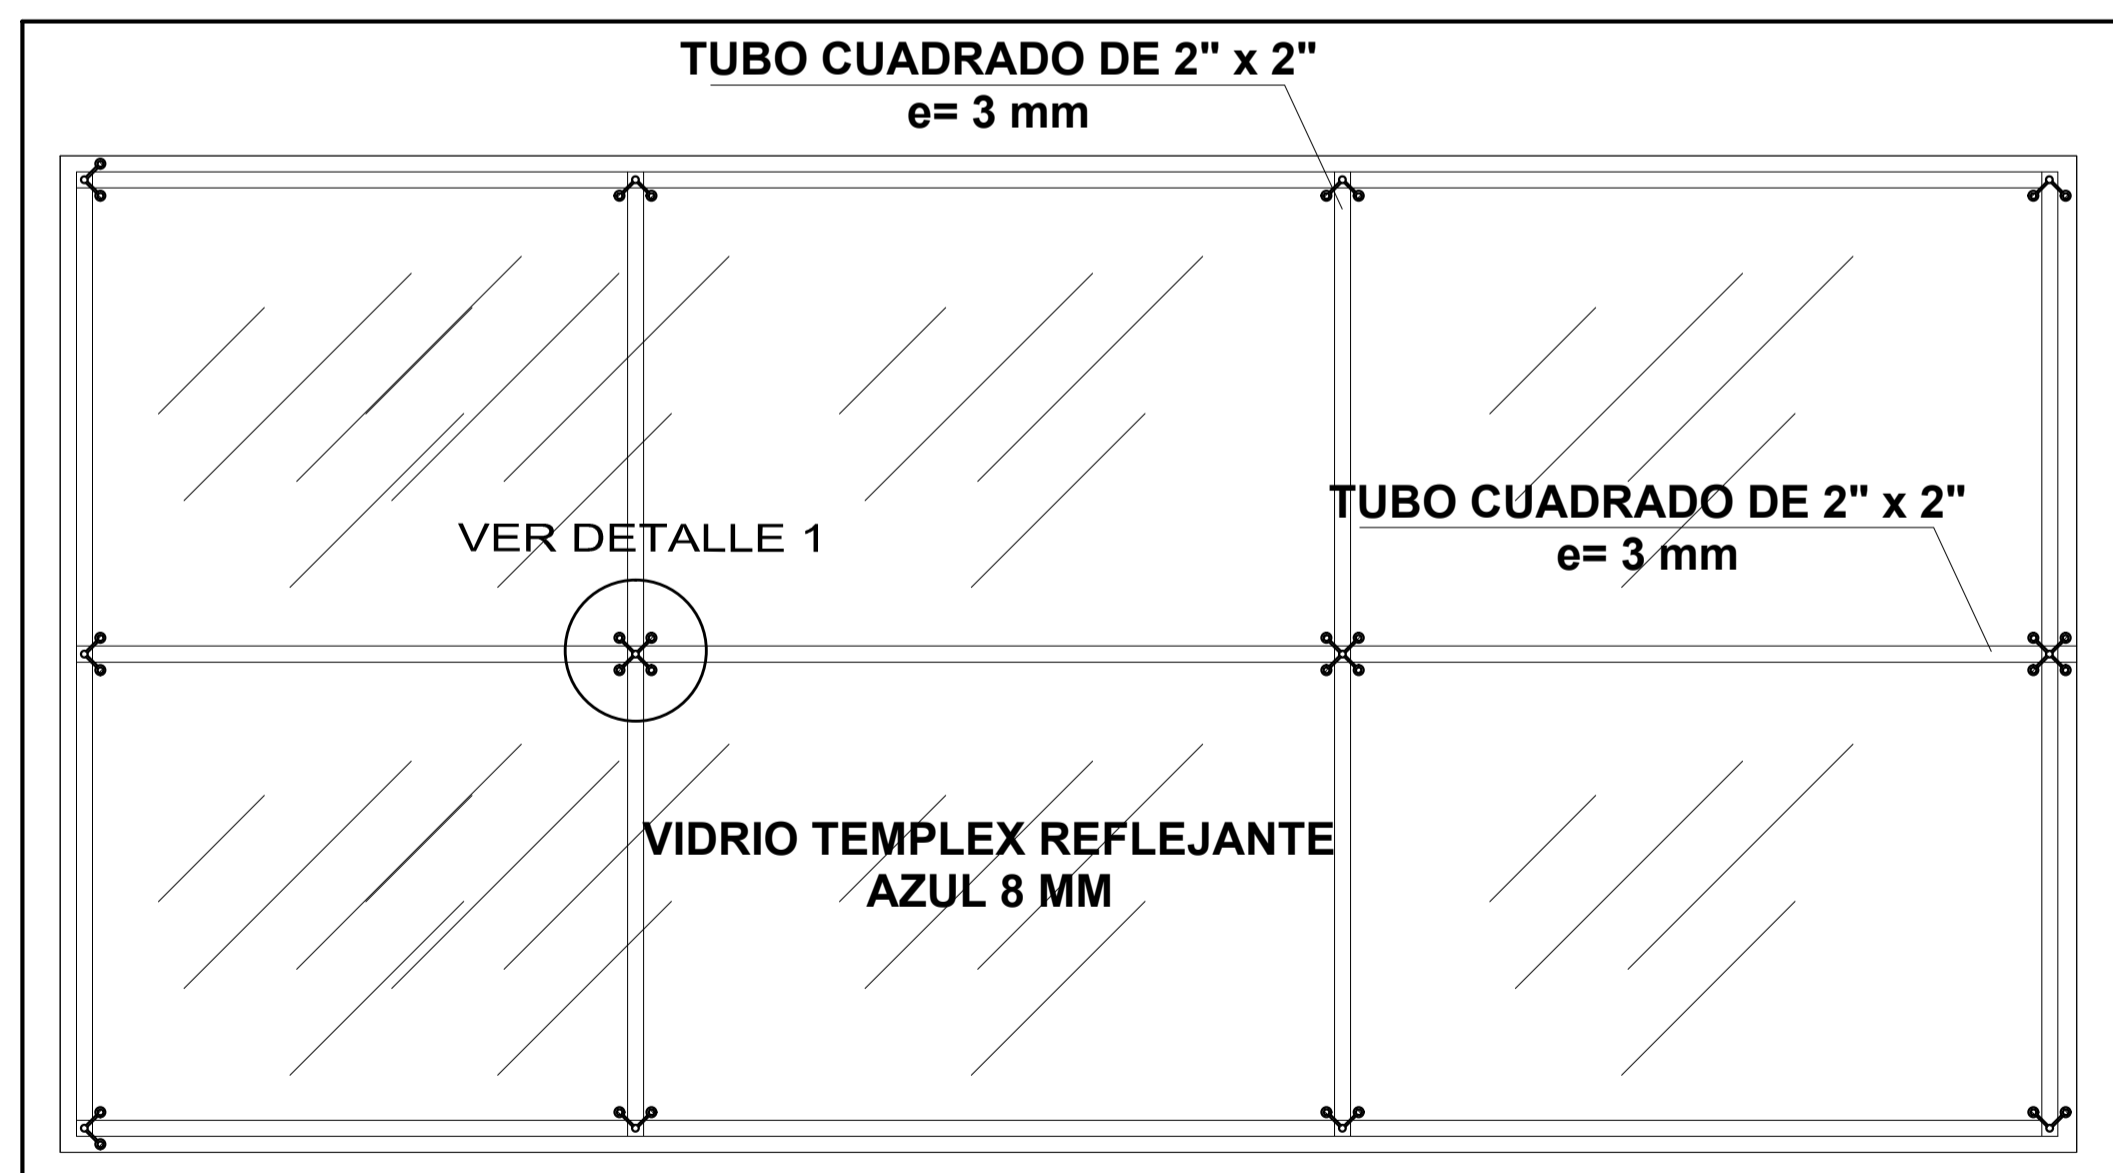 TUBO CUADRADO DE 2" x 2"
e= 3 mm
TUBO CUADRADO DE 2" x 2"
e= 3 mm
VER DETALLE 1
VIDRIO TEMPLEX REFLEJANTE
AZUL 8 MM